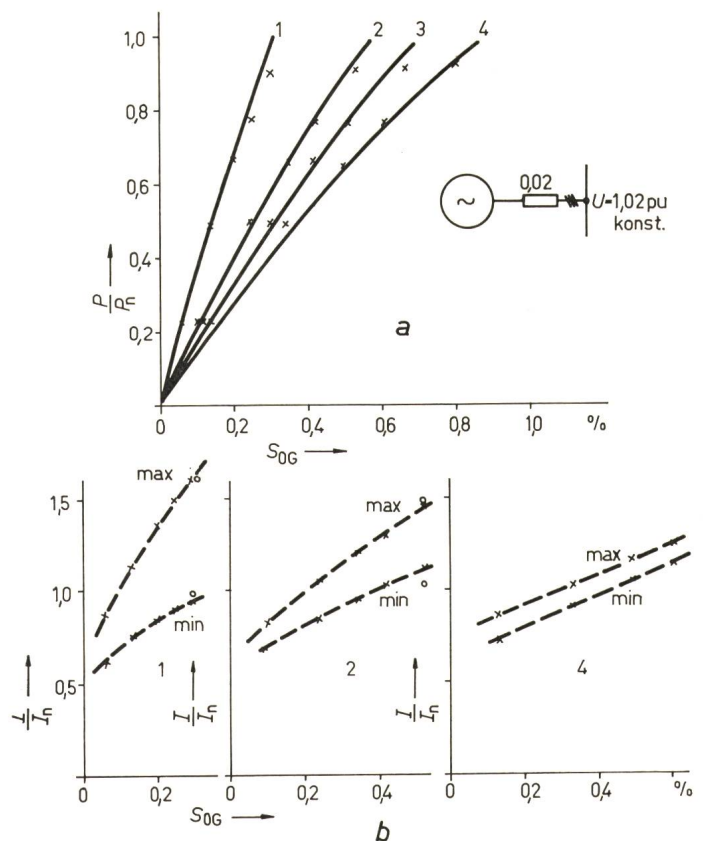 1 2 3 4
1,0
0,8
0,6
0,4
0,2
P/Pn
0 0,2 0,4 0,6 0,8 1,0 %
S0G
0,02
~
U=1,02pu
konst.
a
1,5
1,0
0,5
I/In
max
min
1
0 0,2
S0G
I/In
max
min
2
0 0,2 0,4
I/In
max
min
4
0 0,2 0,4 %
b